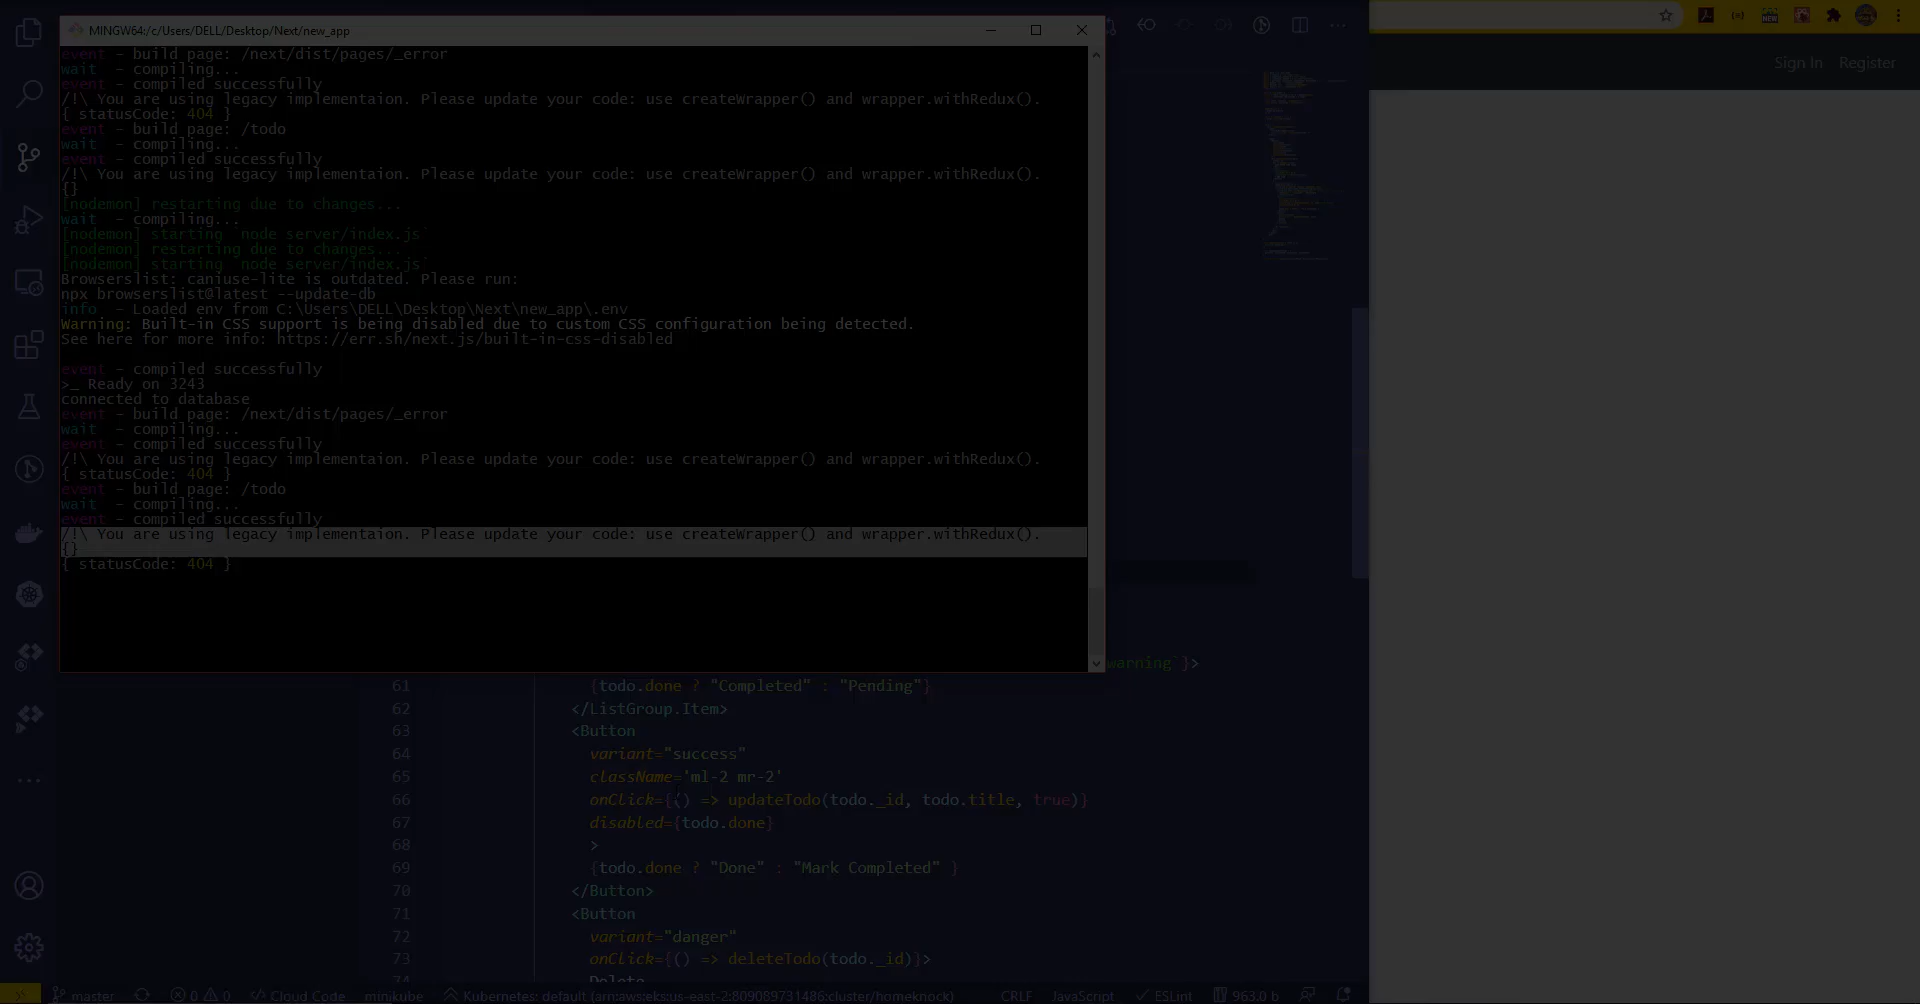 MINGW64:/c/Users/DELL/Desktop/Next/new_app
event - build page: /next/dist/pages/_error
wait  - compiling...
event - compiled successfully
/!\ You are using legacy implementaion. Please update your code: use createWrapper() and wrapper.withRedux().
{ statusCode: 404 }
event - build page: /todo
wait  - compiling...
event - compiled successfully
/!\ You are using legacy implementaion. Please update your code: use createWrapper() and wrapper.withRedux().
{}
[nodemon] restarting due to changes...
wait  - compiling...
[nodemon] starting `node server/index.js`
[nodemon] restarting due to changes...
[nodemon] starting `node server/index.js`
Browserslist: caniuse-lite is outdated. Please run:
npx browserslist@latest --update-db
info  - Loaded env from C:\Users\DELL\Desktop\Next\new_app\.env
Warning: Built-in CSS support is being disabled due to custom CSS configuration being detected.
See here for more info: https://err.sh/next.js/built-in-css-disabled
event - compiled successfully
>_ Ready on 3243
connected to database
event - build page: /next/dist/pages/_error
wait  - compiling...
event - compiled successfully
/!\ You are using legacy implementaion. Please update your code: use createWrapper() and wrapper.withRedux().
{ statusCode: 404 }
event - build page: /todo
wait  - compiling...
event - compiled successfully
/!\ You are using legacy implementaion. Please update your code: use createWrapper() and wrapper.withRedux().
{}
{ statusCode: 404 }
Sign In Register
NEW
warning`}>
61 {todo.done ? "Completed" : "Pending"}
62 </ListGroup.Item>
63 <Button
64 variant="success"
65 className='ml-2 mr-2'
66 onClick={() => updateTodo(todo._id, todo.title, true)}
67 disabled={todo.done}
68 >
69 {todo.done ? "Done" : "Mark Completed" }
70 </Button>
71 <Button
72 variant="danger"
73 onClick={() => deleteTodo(todo._id)}>
74 Delete
master 0 0 Cloud Code minikube Kubernetes: default (arn:aws:eks:us-east-2:809089731486:cluster/homeknock) CRLF JavaScript ESLint 963.0 b